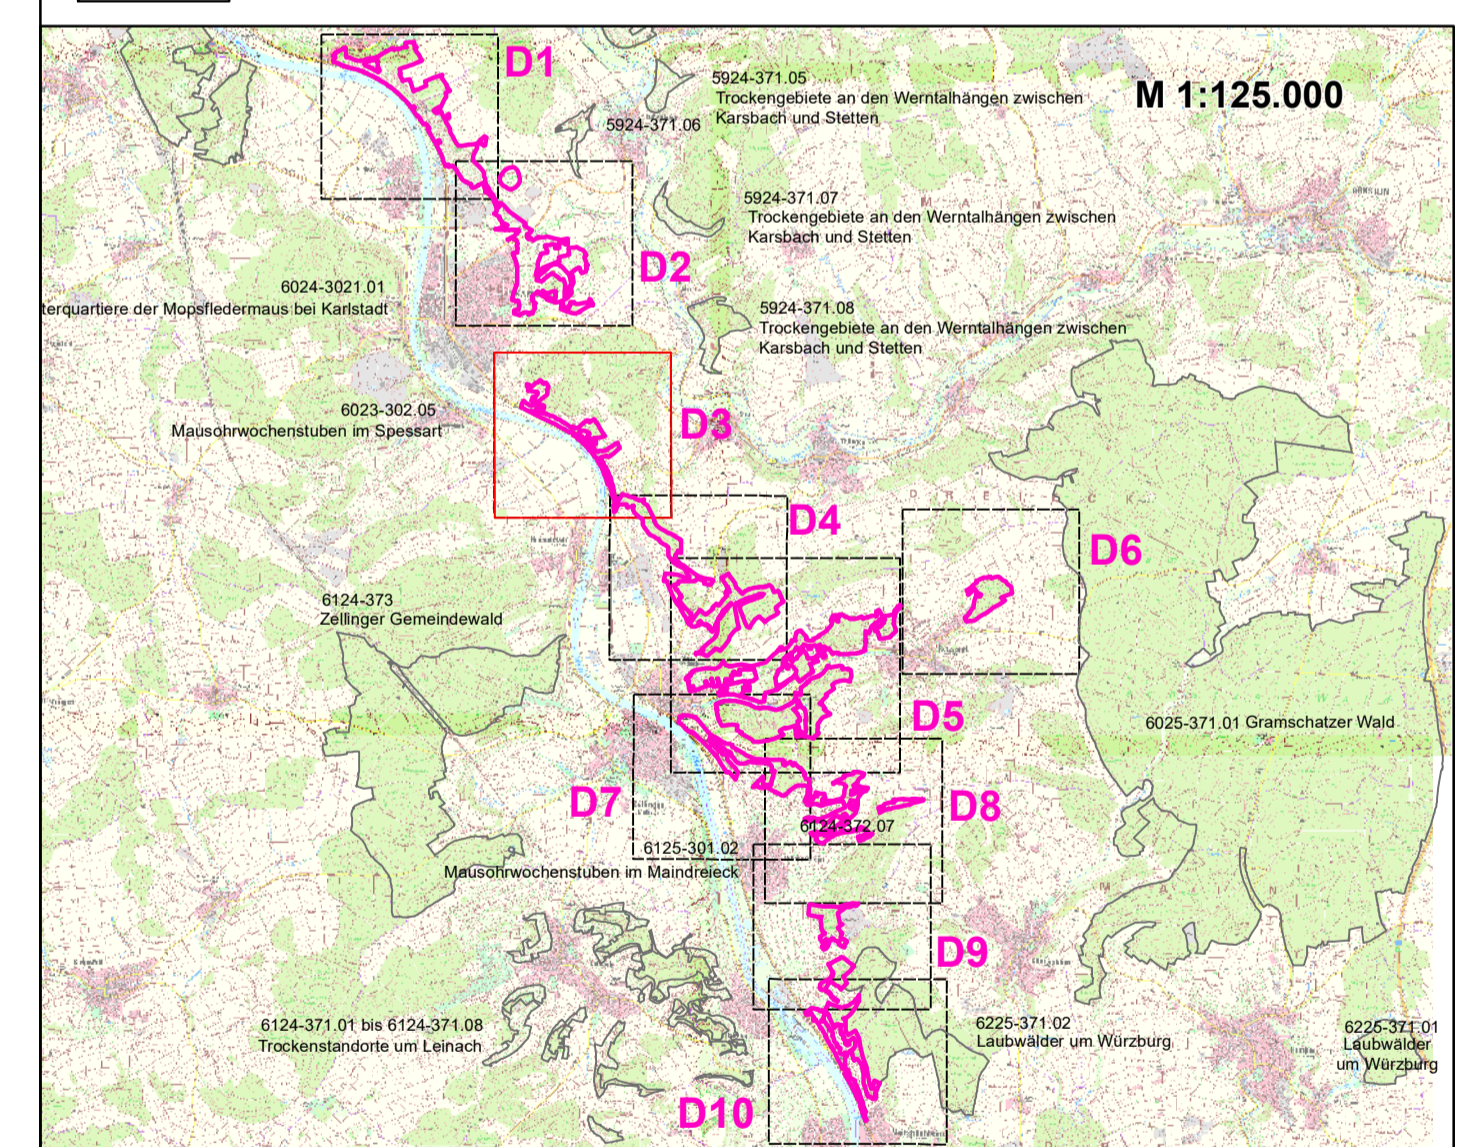 D1
5924-371.05
Trockengebiete an den Werntalhängen zwischen
Karsbach und Stetten
M 1:125.000
5924-371.06
5924-371.07
Trockengebiete an den Werntalhängen zwischen
Karsbach und Stetten
D2
6024-3021.01
terquartiere der Mopsfledermaus bei Karlstadt
5924-371.08
Trockengebiete an den Werntalhängen zwischen
Karsbach und Stetten
6023-302.05
Mausohrwochenstuben im Spessart
D3
M A I N
D R E I E C K
D4
D6
6124-373
Zellinger Gemeindewald
D5
6025-371.01 Gramschatzer Wald
D7
D8
6124-372.07
6125-301.02
Mausohrwochenstuben im Maindreieck
M A I N
D9
6124-371.01 bis 6124-371.08
Trockenstandorte um Leinach
6225-371.02
Laubwälder um Würzburg
6225-371.01
Laubwälder
um Würzburg
D10